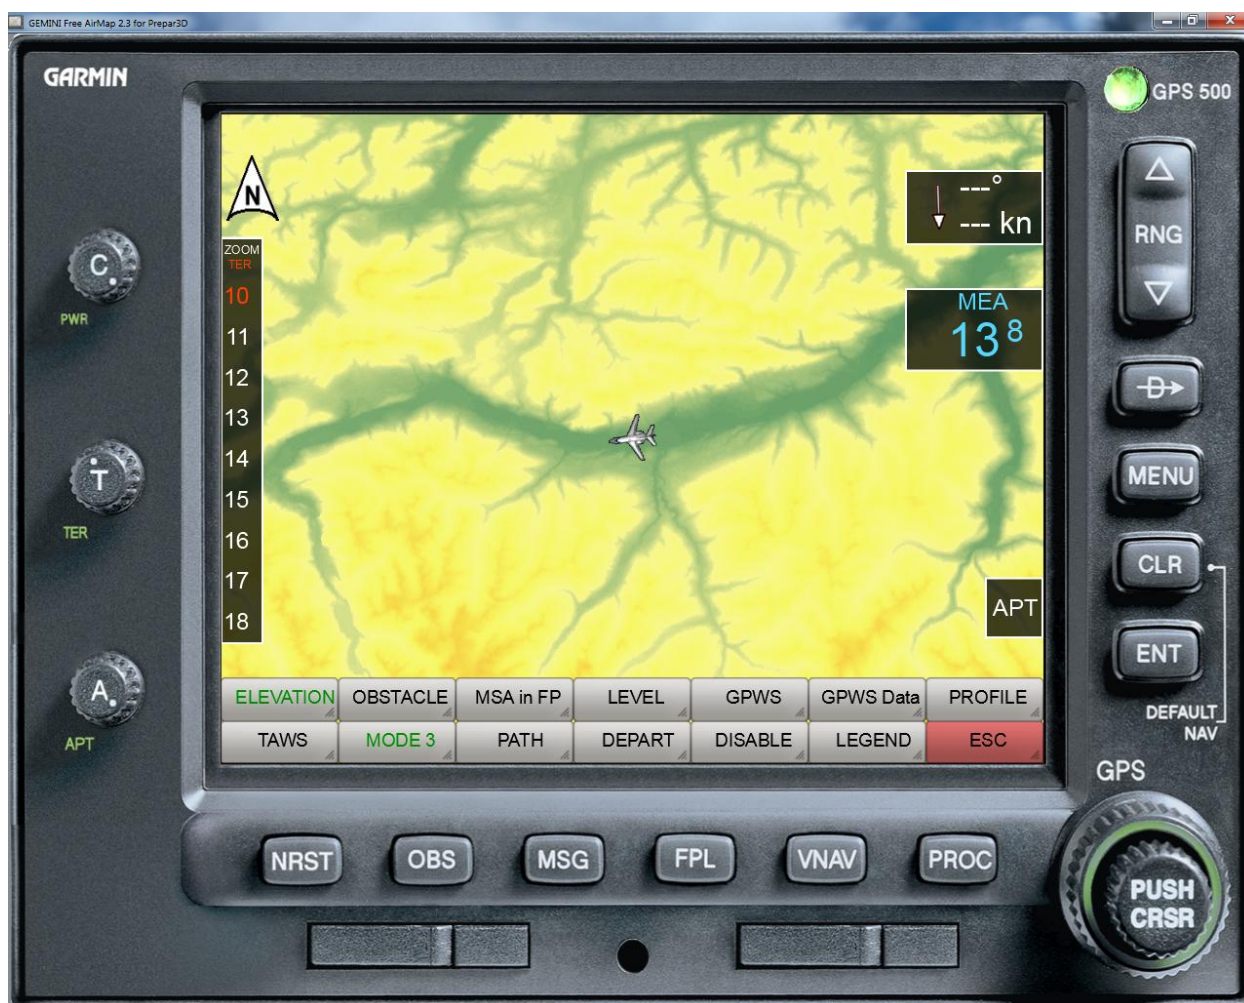 GEMINI Free AirMap 2.3 for Prepar3D
GARMIN
GPS 500
N
---°
--- kn
RNG
ZOOM
TER
10
11
12
13
14
15
16
17
18
MEA
13 8
C
PWR
T
TER
A
APT
D
MENU
CLR
ENT
DEFAULT
NAV
APT
ELEVATION OBSTACLE MSA in FP LEVEL GPWS GPWS Data PROFILE
TAWS MODE 3 PATH DEPART DISABLE LEGEND ESC
GPS
NRST OBS MSG FPL VNAV PROC
PUSH
CRSR